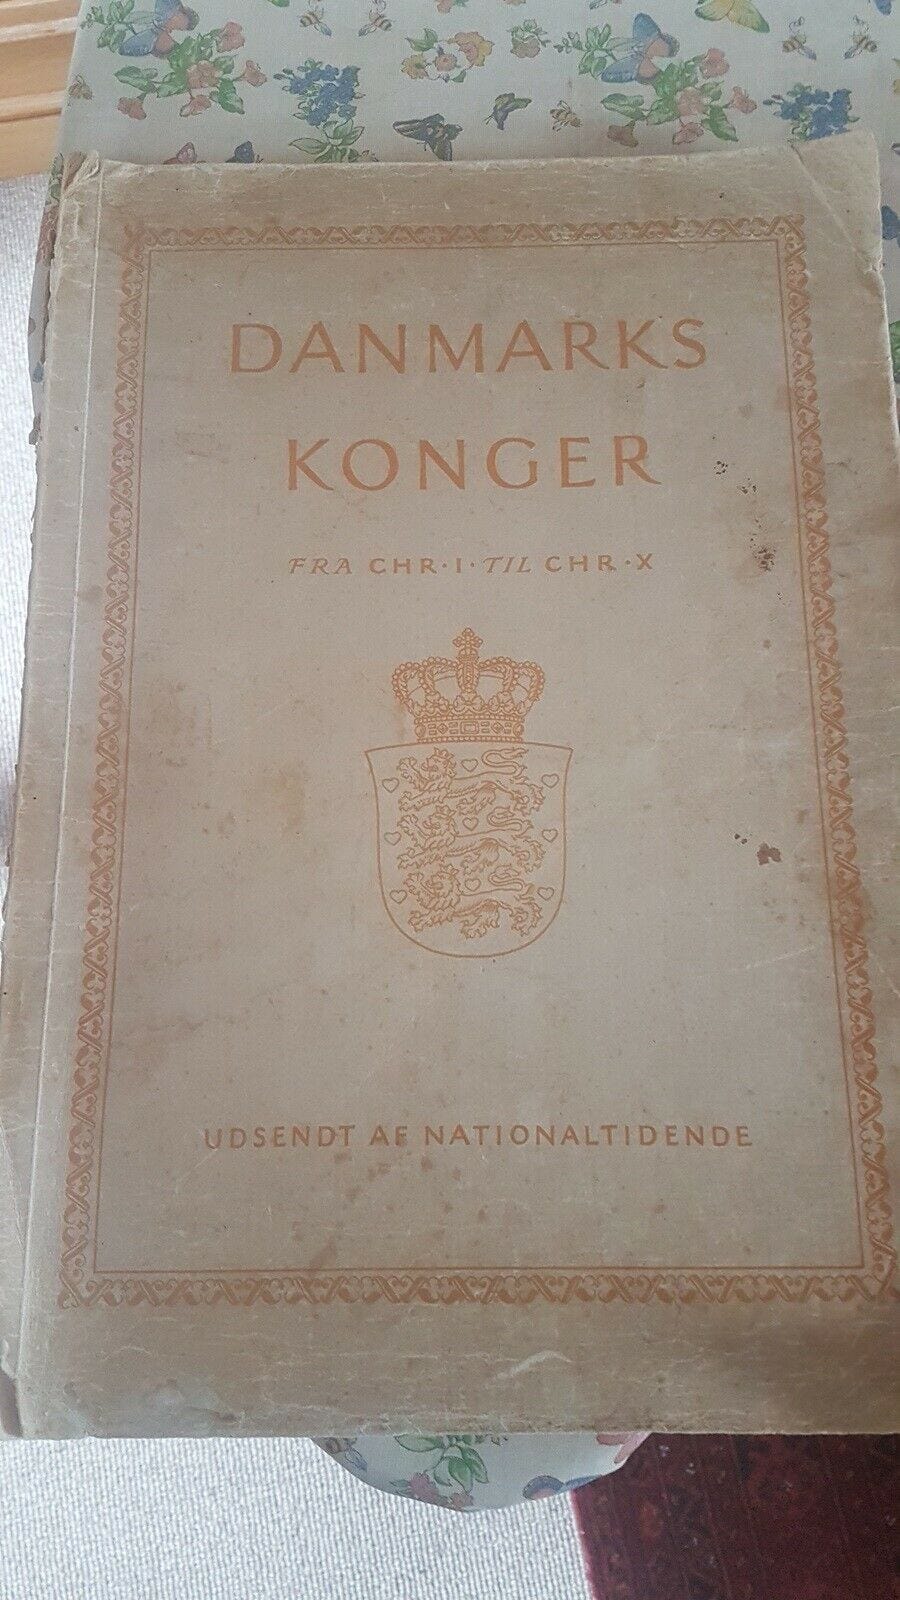 DANMARKS
KONGER
FRA CHR·I·TIL CHR·X
UDSENDT AF NATIONALTIDENDE